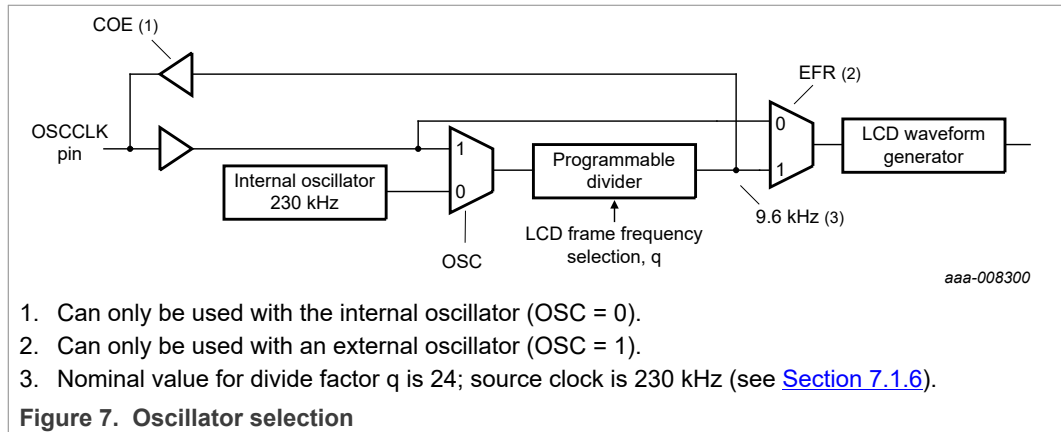 COE (1)
EFR (2)
OSCCLK
pin
0
LCD waveform
generator
1
Programmable
divider
1
Internal oscillator
230 kHz
0
9.6 kHz (3)
LCD frame frequency
selection, q
OSC
aaa-008300
1. Can only be used with the internal oscillator (OSC = 0).
2. Can only be used with an external oscillator (OSC = 1).
3. Nominal value for divide factor q is 24; source clock is 230 kHz (see Section 7.1.6).
Figure 7. Oscillator selection